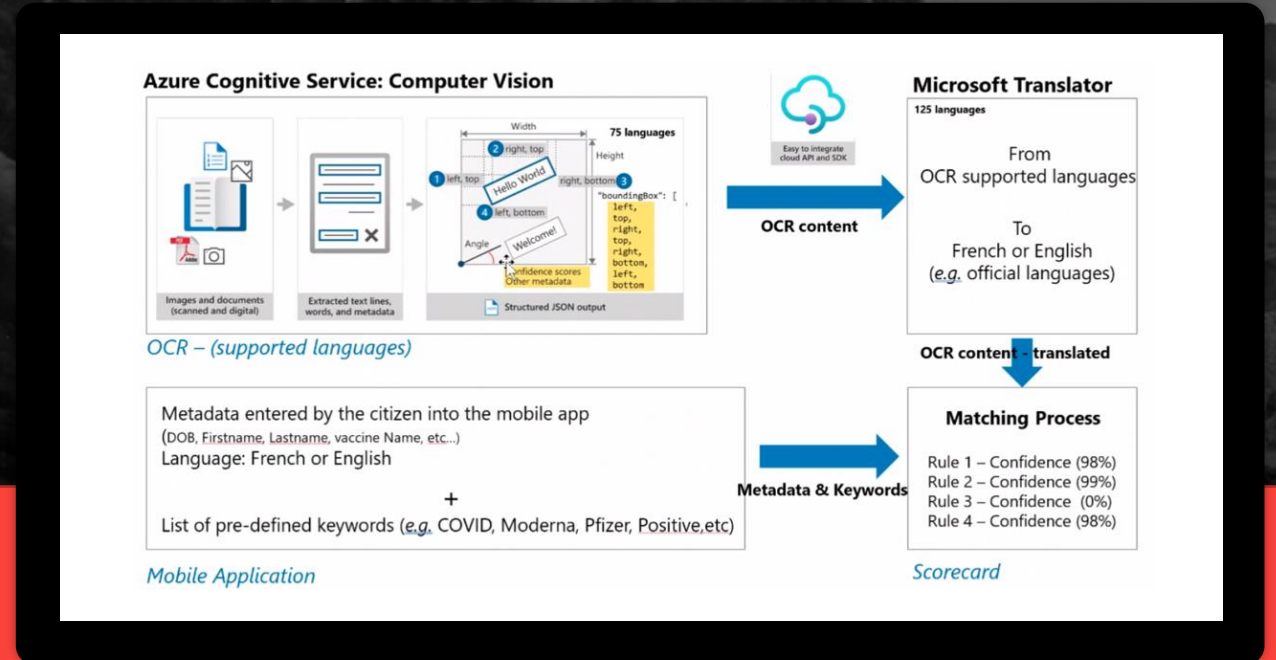 Azure Cognitive Service: Computer Vision
Images and documents
(scanned and digital)
Extracted text lines,
words, and metadata
75 languages
Width
Height
1 left, top
2 right, top
right, bottom 3
4 left, bottom
Hello World
Welcome!
Angle
"boundingBox": [
left,
top,
right,
top,
right,
bottom,
left,
bottom
scores
Other metadata
Structured JSON output
PDF
OCR – (supported languages)
Easy to integrate
cloud API and SDK
OCR content
Microsoft Translator
125 languages
From
OCR supported languages
To
French or English
(e.g. official languages)
OCR content - translated
Metadata entered by the citizen into the mobile app
(DOB, Firstname, Lastname, vaccine Name, etc...)
Language: French or English
+
List of pre-defined keywords (e.g. COVID, Moderna, Pfizer, Positive,etc)
Mobile Application
Metadata & Keywords
Matching Process
Rule 1 – Confidence (98%)
Rule 2 – Confidence (99%)
Rule 3 – Confidence (0%)
Rule 4 – Confidence (98%)
Scorecard